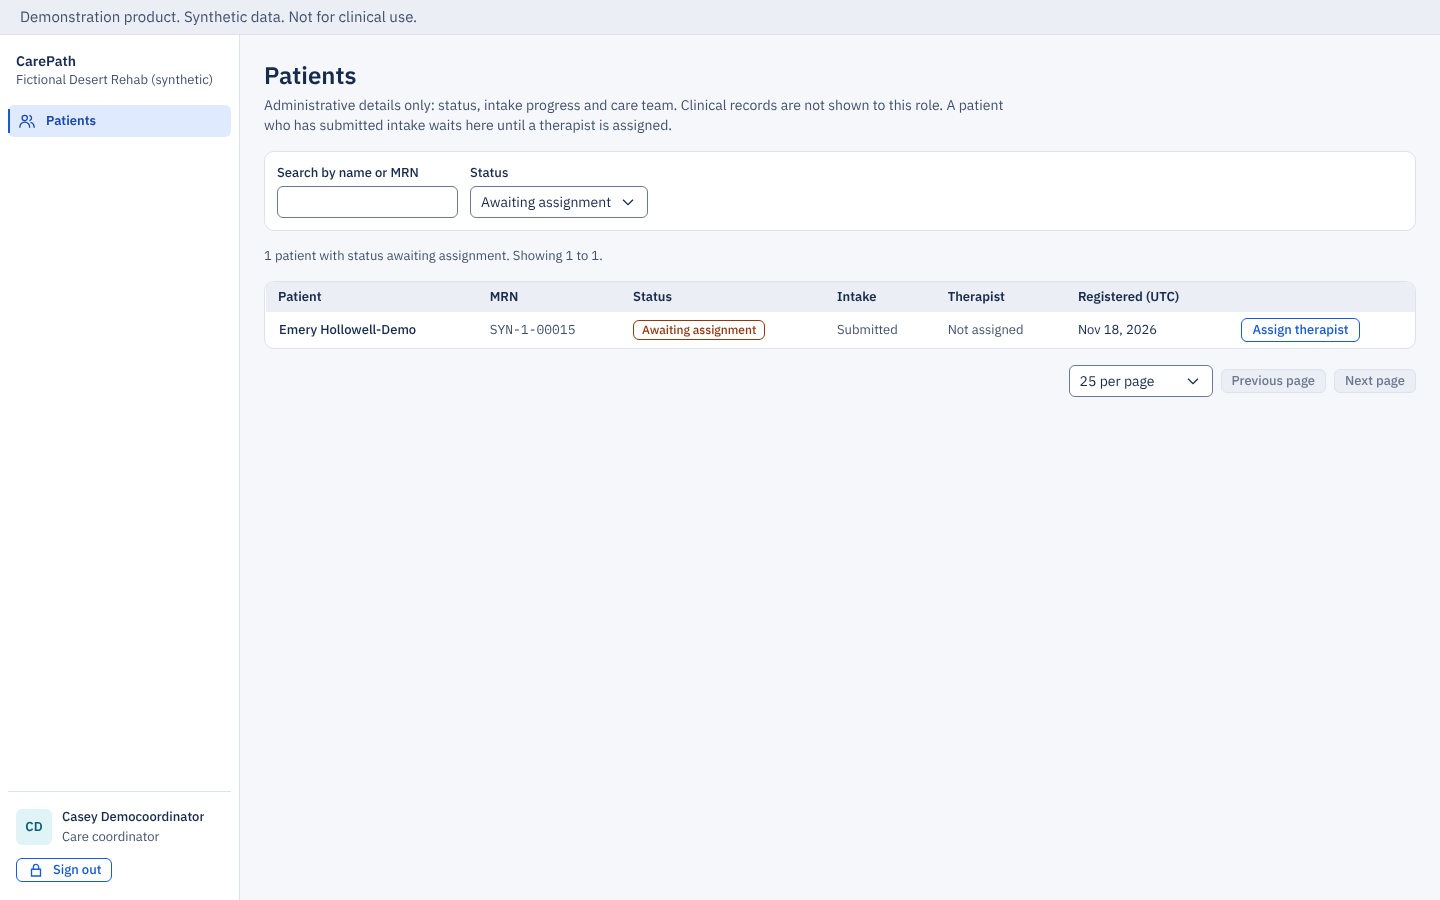 Demonstration product. Synthetic data. Not for clinical use.
CarePath
Fictional Desert Rehab (synthetic)
Patients
Patients
Administrative details only: status, intake progress and care team. Clinical records are not shown to this role. A patient
who has submitted intake waits here until a therapist is assigned.
Search by name or MRN
Status
Awaiting assignment
1 patient with status awaiting assignment. Showing 1 to 1.
Patient MRN Status Intake Therapist Registered (UTC)
Emery Hollowell-Demo SYN-1-00015 Awaiting assignment Submitted Not assigned Nov 18, 2026 Assign therapist
25 per page Previous page Next page
CD
Casey Democoordinator
Care coordinator
Sign out